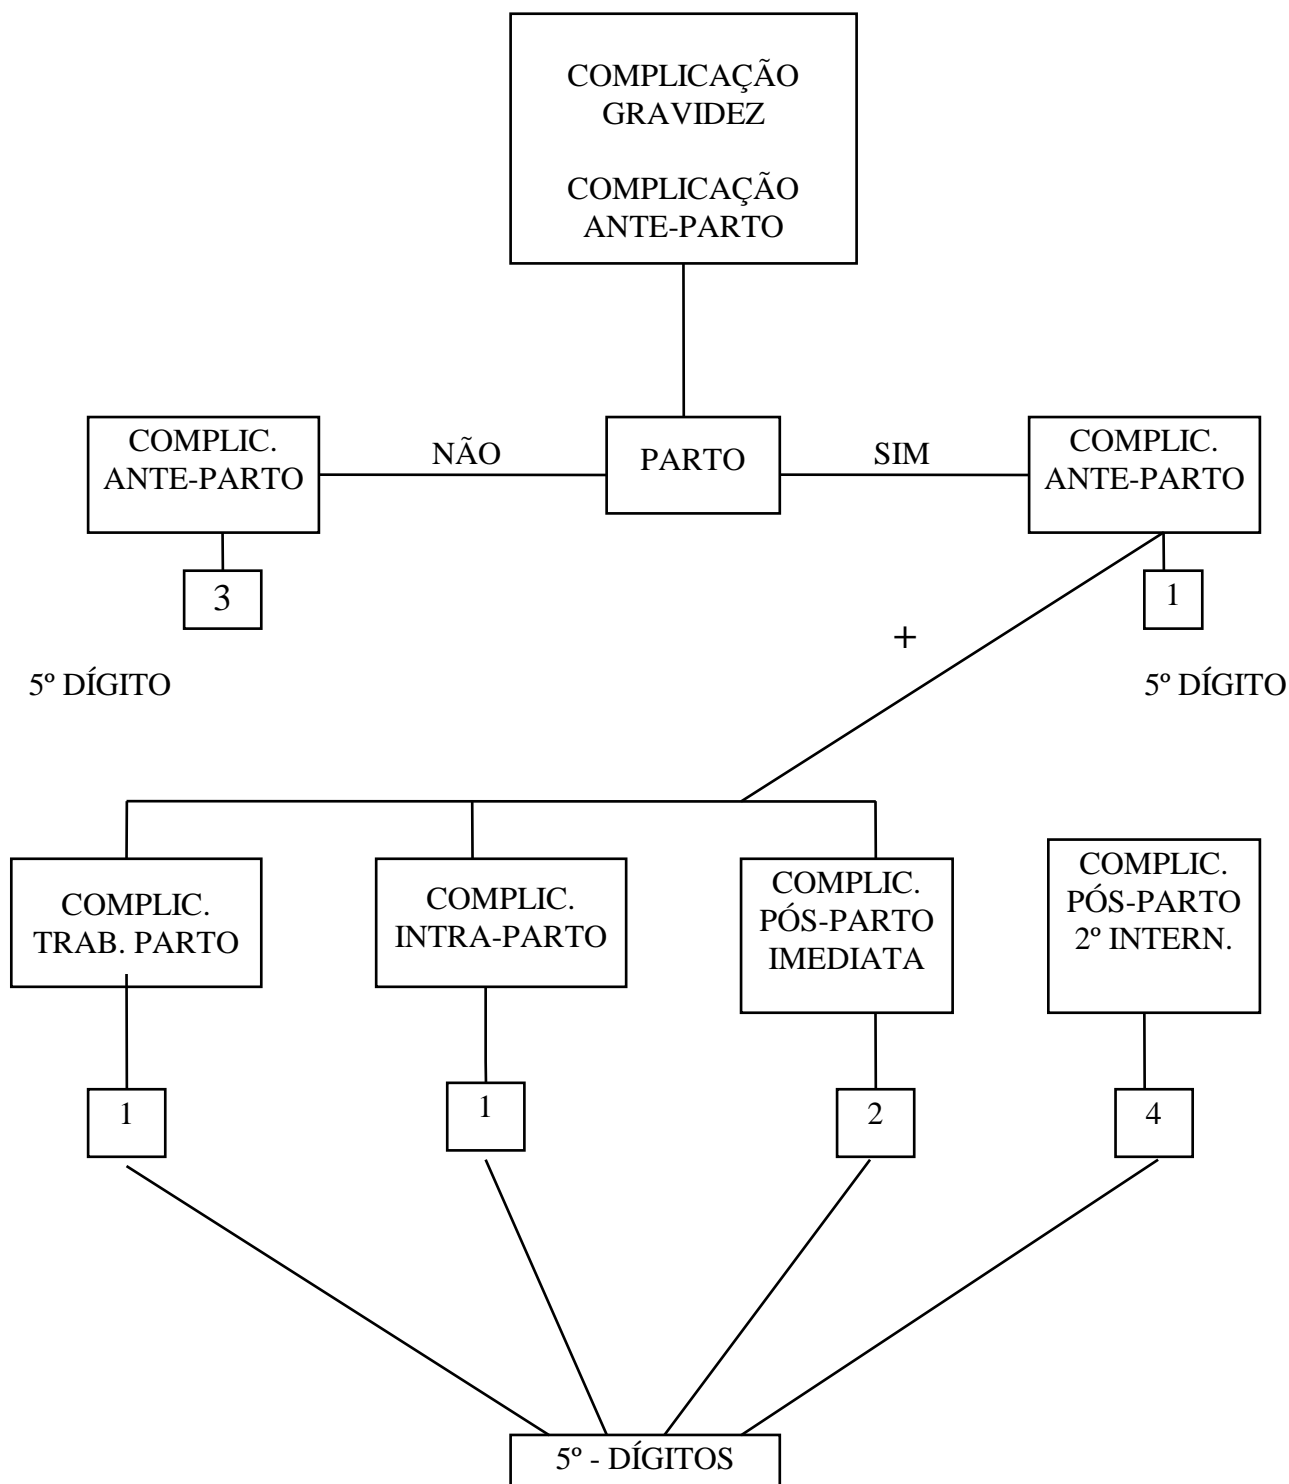 COMPLICAÇÃO
GRAVIDEZ
COMPLICAÇÃO
ANTE-PARTO
COMPLIC.
ANTE-PARTO
NÃO
PARTO
SIM
COMPLIC.
ANTE-PARTO
3
1
+
5º DÍGITO
5º DÍGITO
COMPLIC.
TRAB. PARTO
COMPLIC.
INTRA-PARTO
COMPLIC.
PÓS-PARTO
IMEDIATA
COMPLIC.
PÓS-PARTO
2º INTERN.
1
1
2
4
5º - DÍGITOS